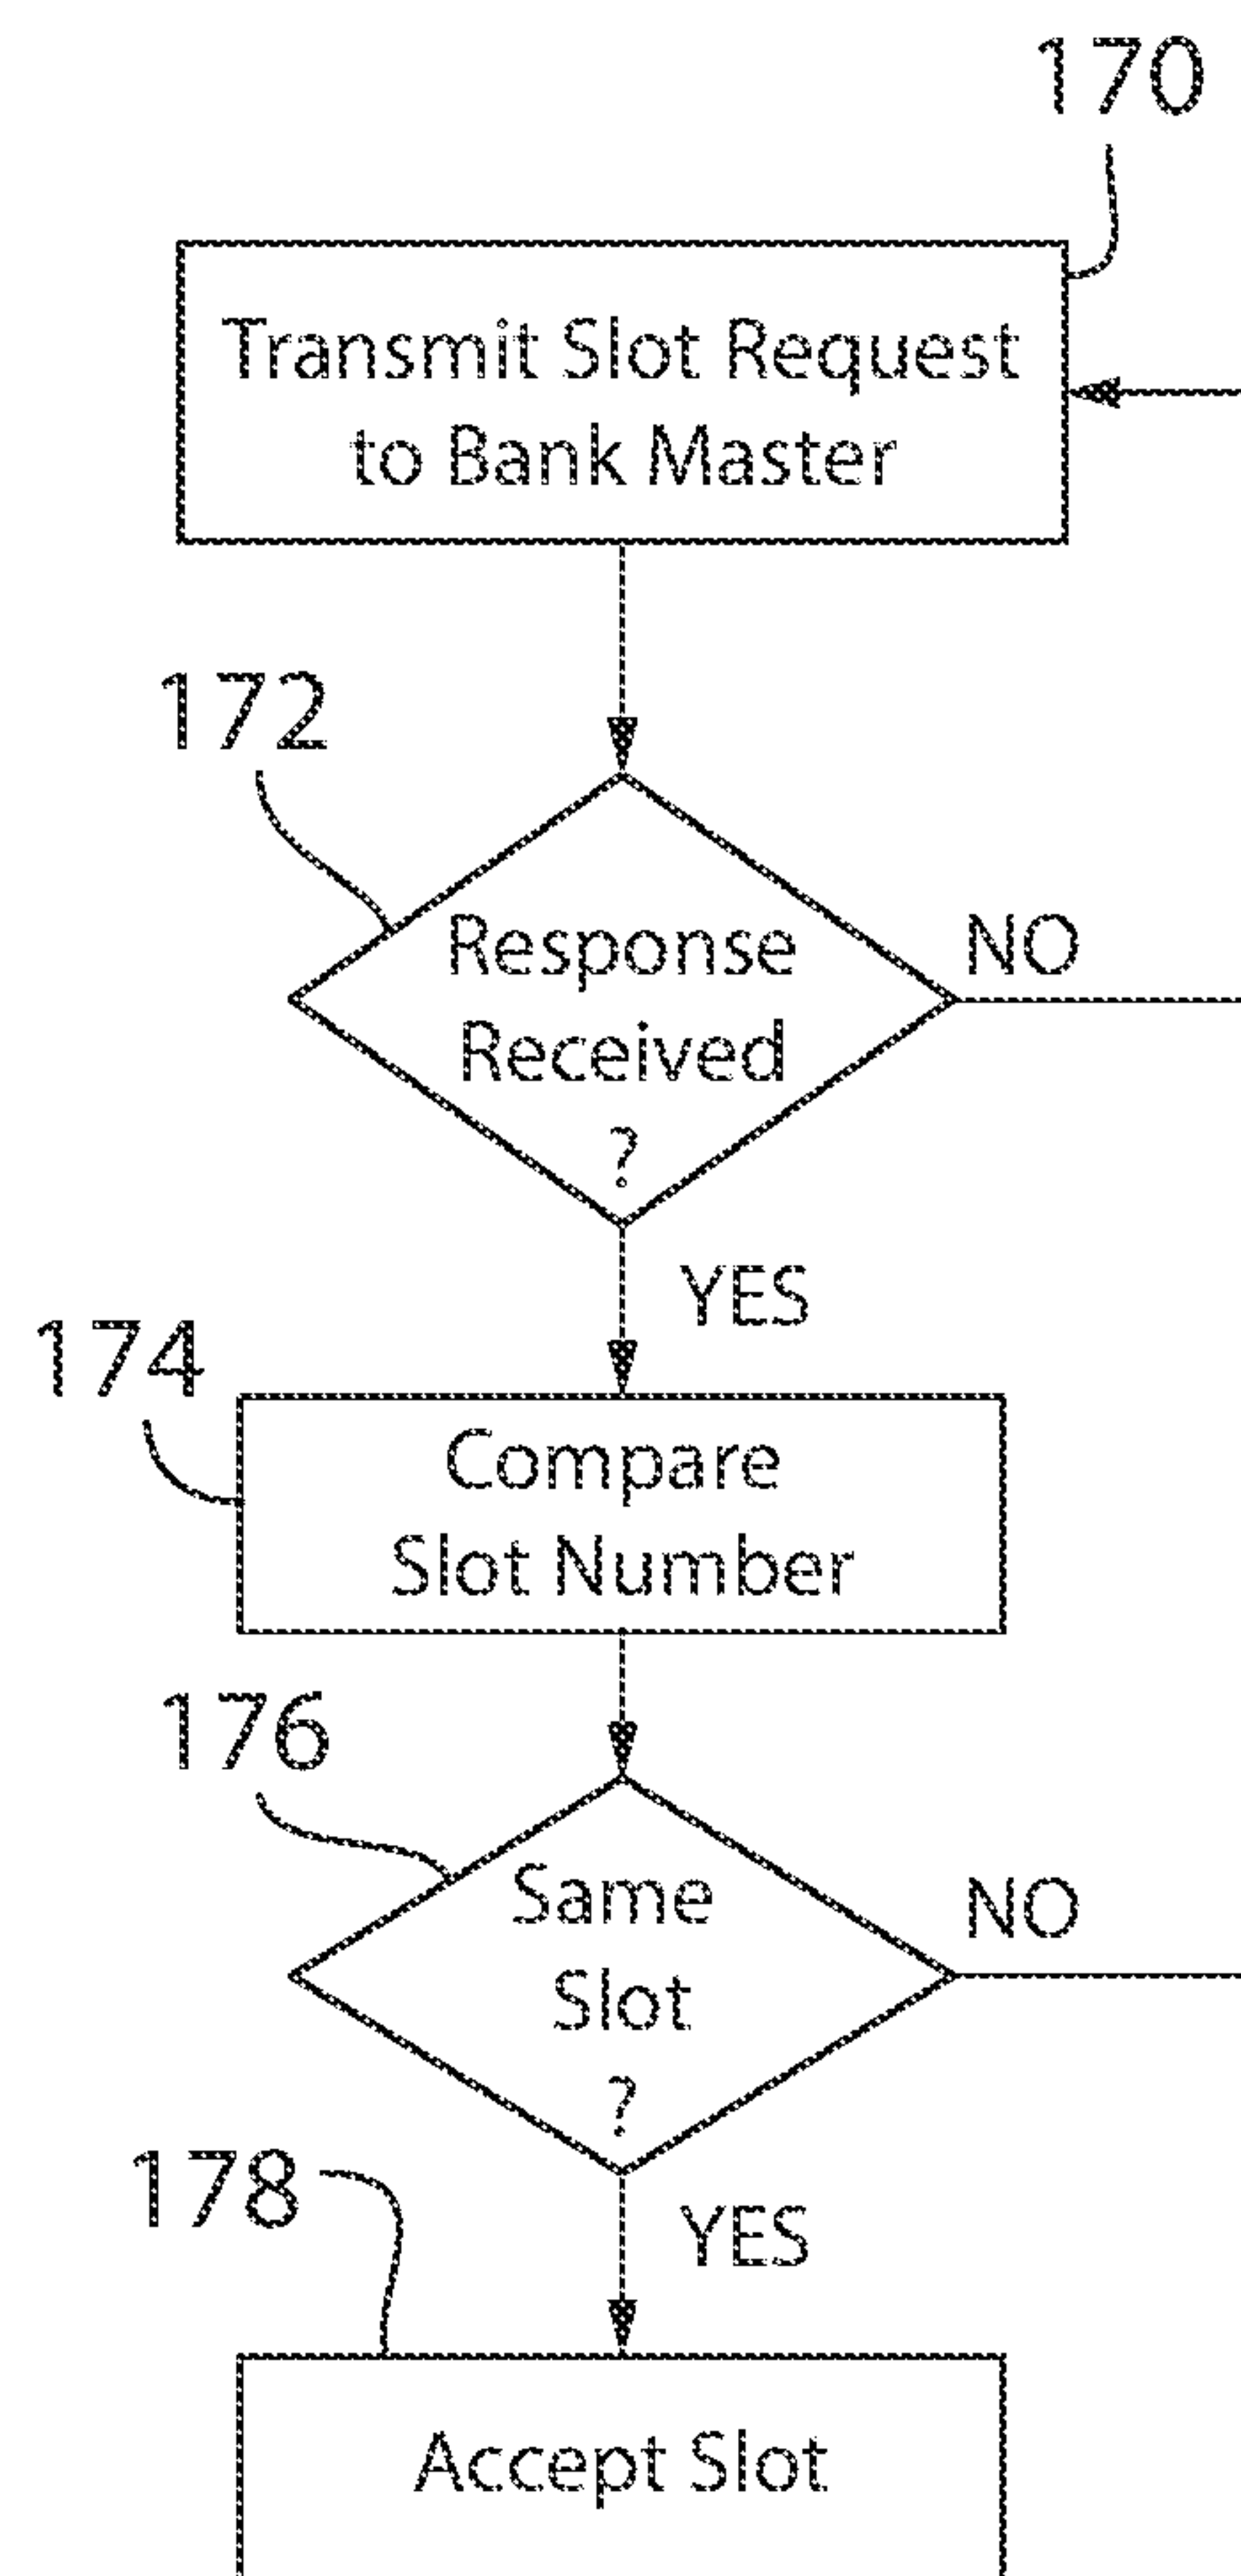 170
Transmit Slot Request
to Bank Master
172
Response
Received
?
NO
YES
174
Compare
Slot Number
176
Same
Slot
?
NO
178
YES
Accept Slot